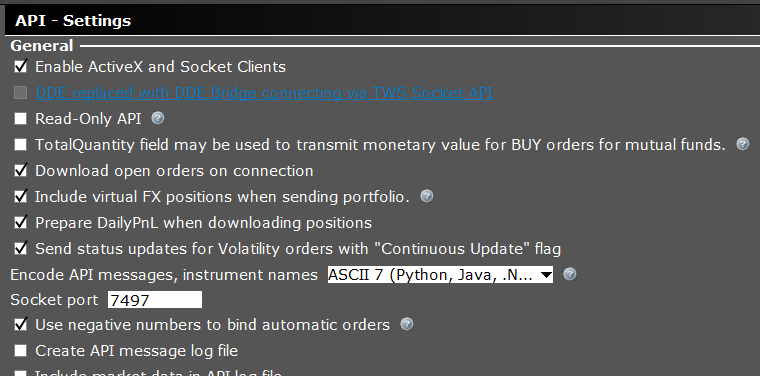 API - Settings
General
Enable ActiveX and Socket Clients
DDE replaced with DDE Bridge connecting via TWS Socket API
Read-Only API ?
TotalQuantity field may be used to transmit monetary value for BUY orders for mutual funds. ?
Download open orders on connection
Include virtual FX positions when sending portfolio. ?
Prepare DailyPnL when downloading positions
Send status updates for Volatility orders with "Continuous Update" flag
Encode API messages, instrument names ASCII 7 (Python, Java, .N... ?
Socket port 7497
Use negative numbers to bind automatic orders ?
Create API message log file
Include market data in API log file